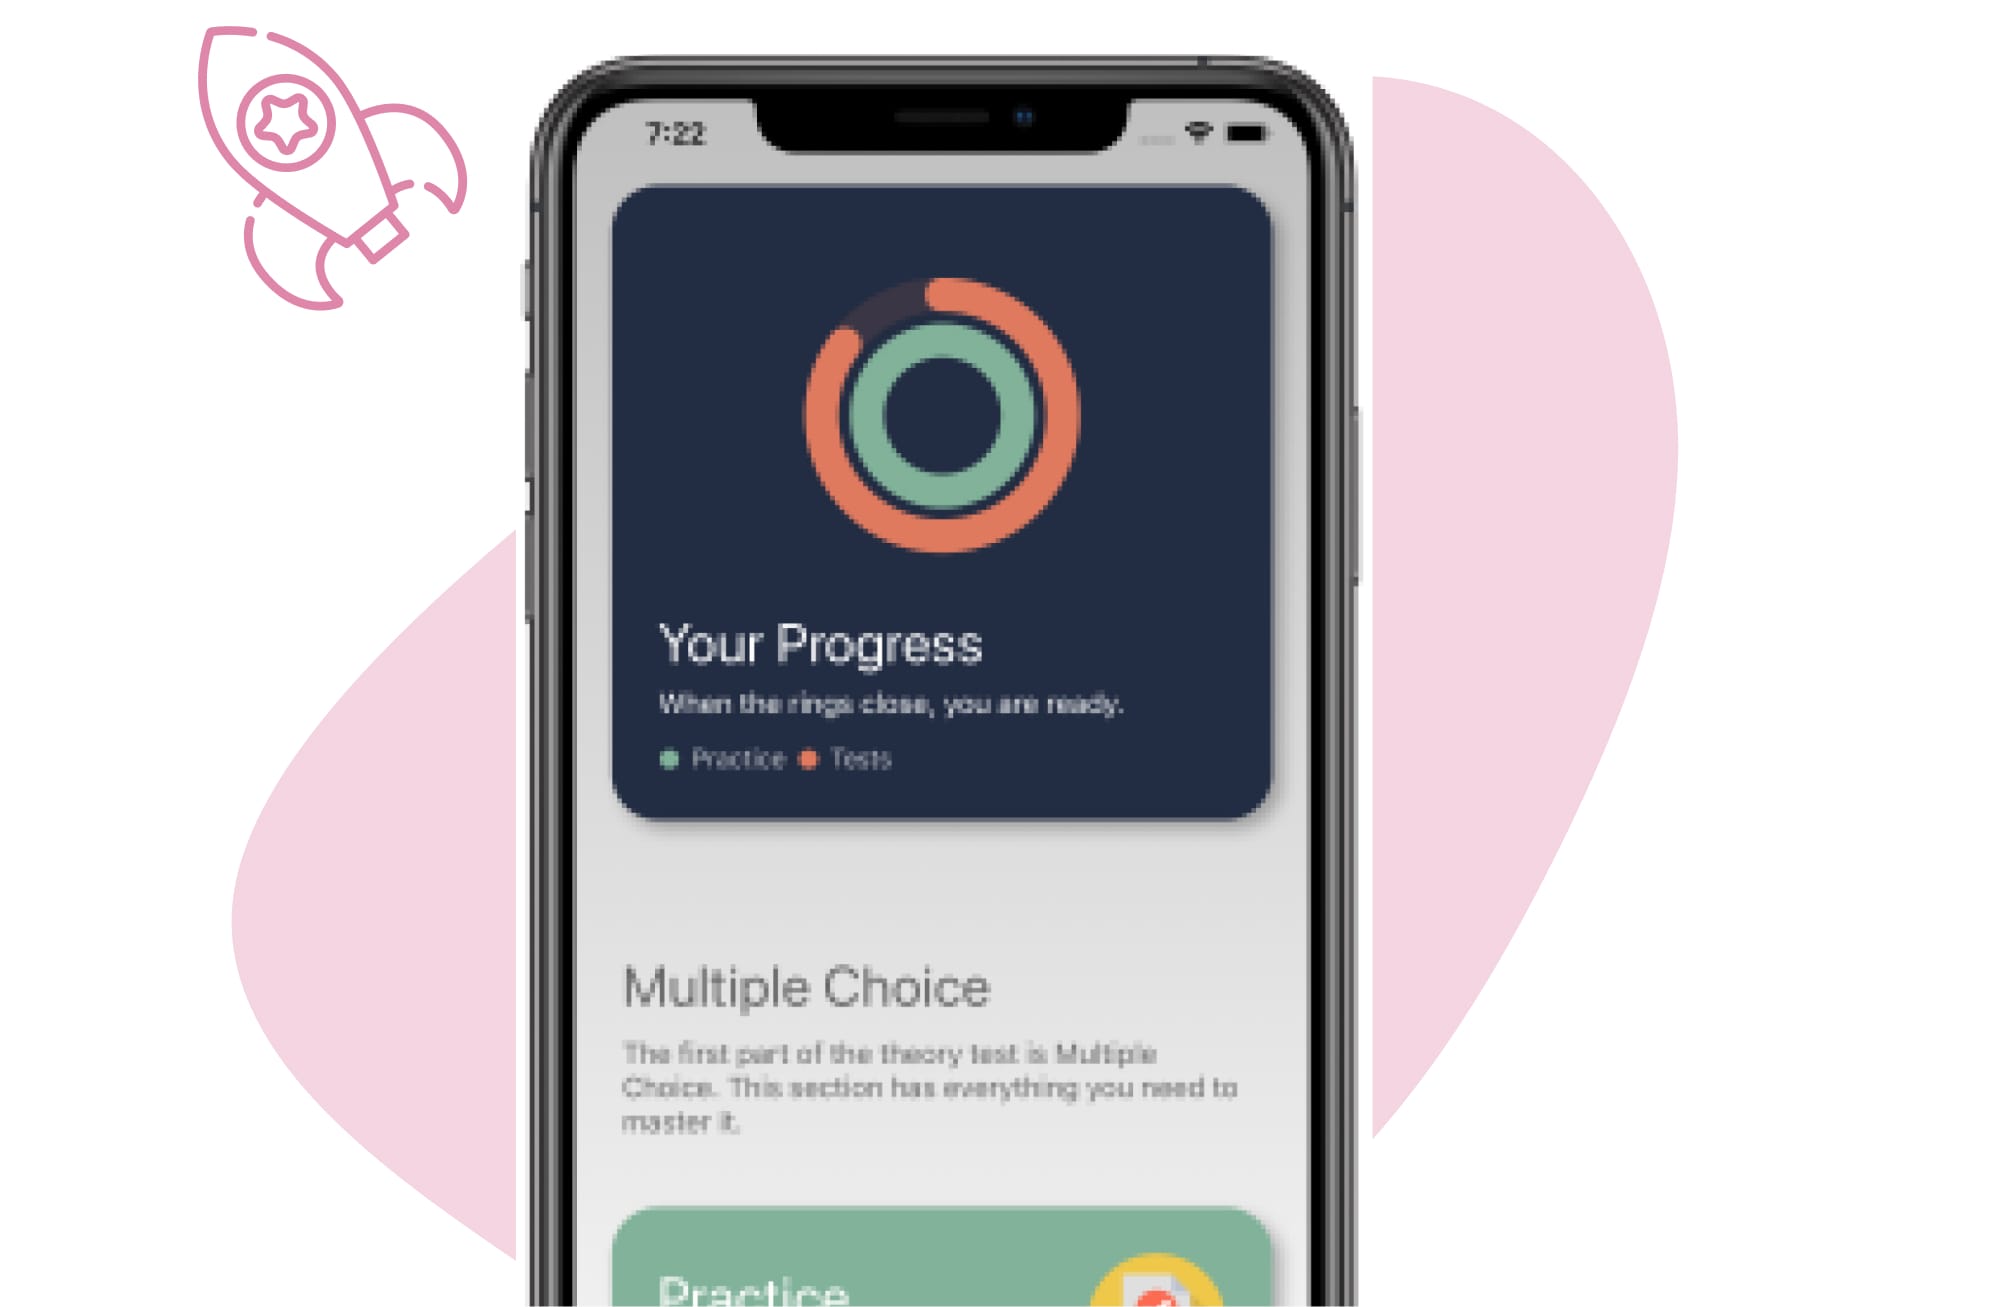 7:22
Your Progress
When the rings close, you are ready.
Practice Tests
Multiple Choice
The first part of the theory test is Multiple
Choice. This section has everything you need to
master it.
Practice